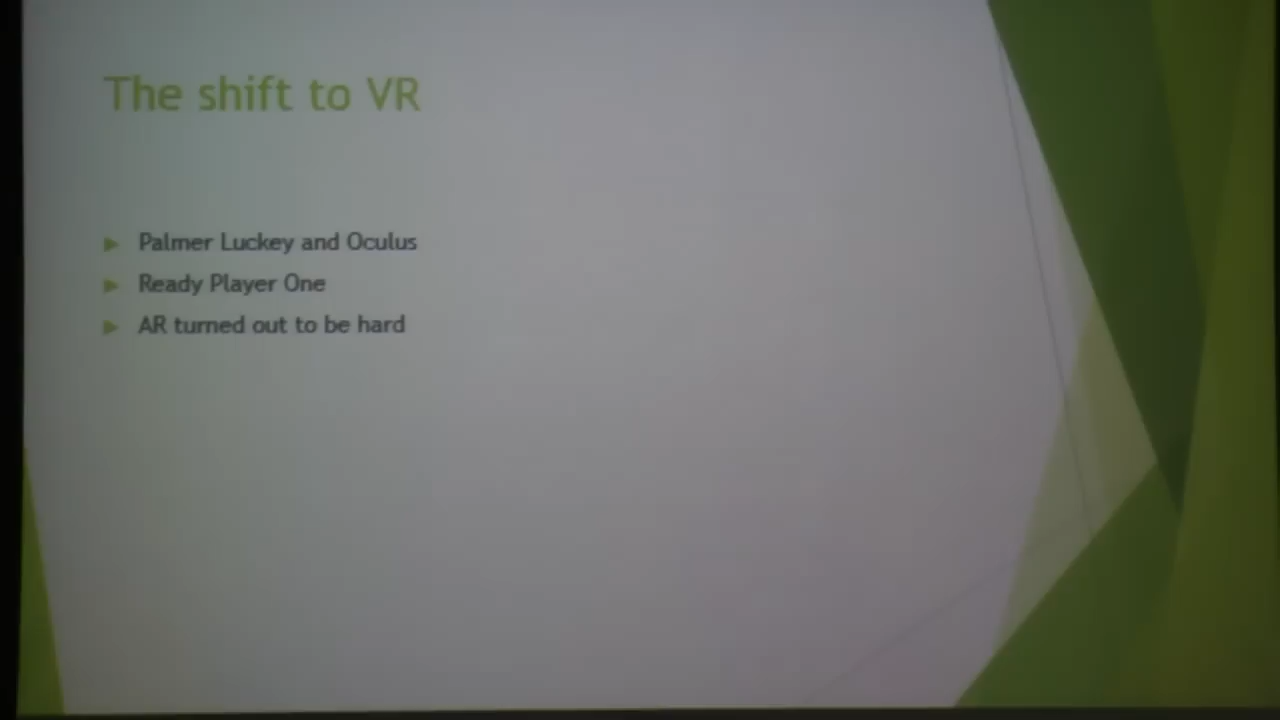 The shift to VR
Palmer Luckey and Oculus
Ready Player One
AR turned out to be hard